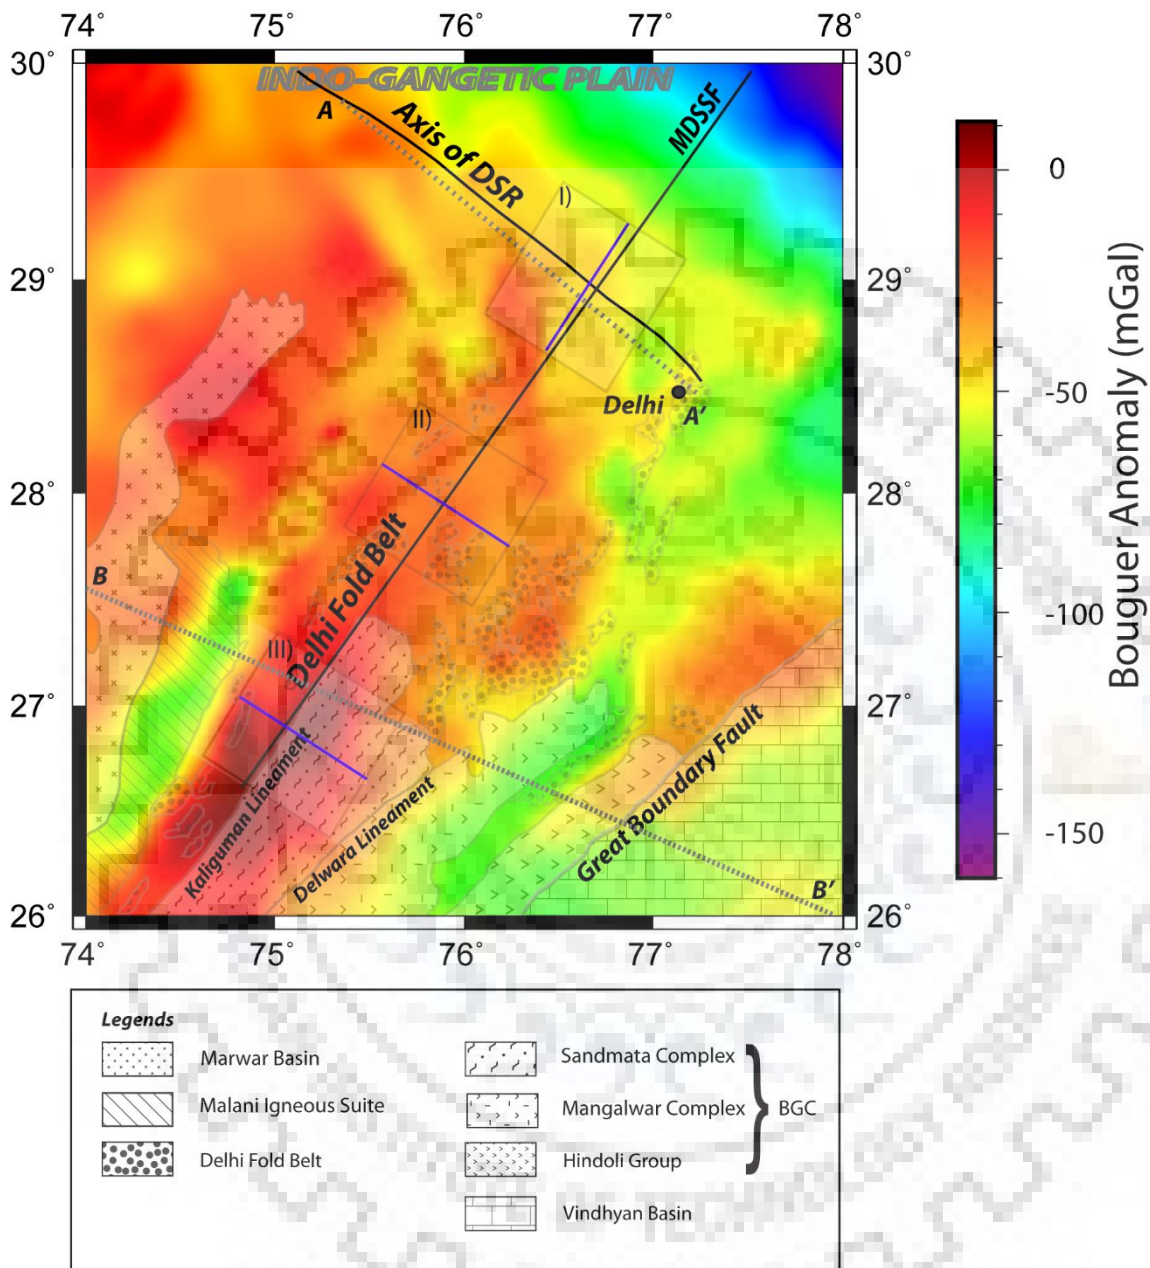 74° 75° 76° 77° 78°
30° INDO-GANGETIC PLAIN 30°
A
Axis of DSR
MDSSF
I)
29° 29°
Delhi
A'
II)
28° 28°
B
Delhi Fold Belt
III)
27° 27°
Kaliguman Lineament
Delwara Lineament
Great Boundary Fault
B'
26° 26°
74° 75° 76° 77° 78°
0
-50
-100
-150
Bouguer Anomaly (mGal)
Legends
Marwar Basin
Malani Igneous Suite
Delhi Fold Belt
Sandmata Complex
Mangalwar Complex
Hindoli Group
BGC
Vindhyan Basin